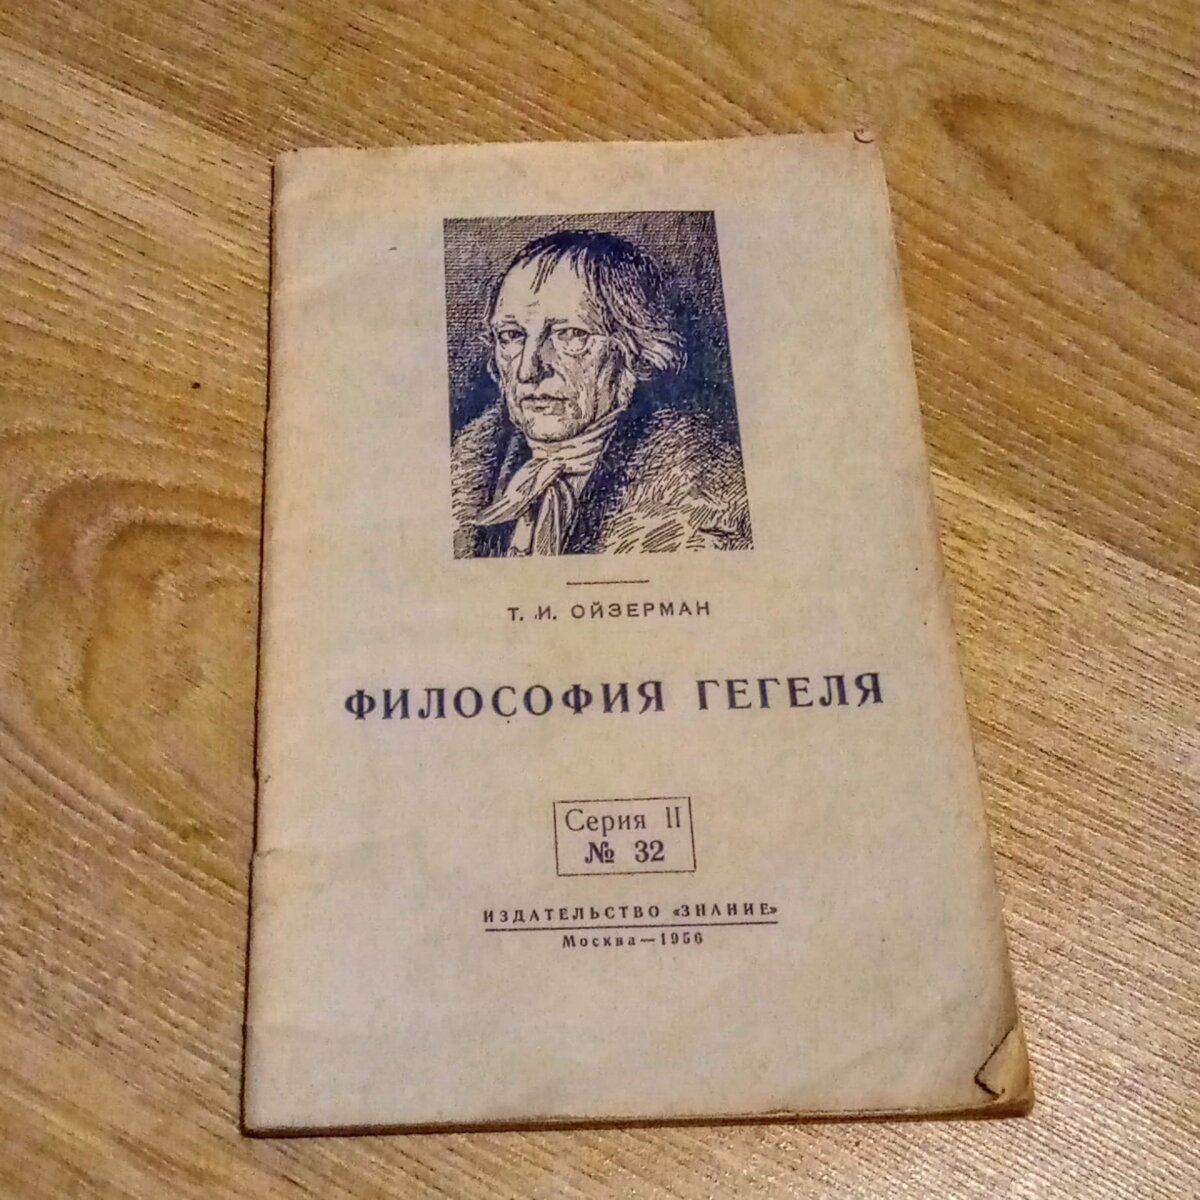 Т. И. ОЙЗЕРМАН
ФИЛОСОФИЯ ГЕГЕЛЯ
Серия II
№ 32
ИЗДАТЕЛЬСТВО «ЗНАНИЕ»
Москва—1956